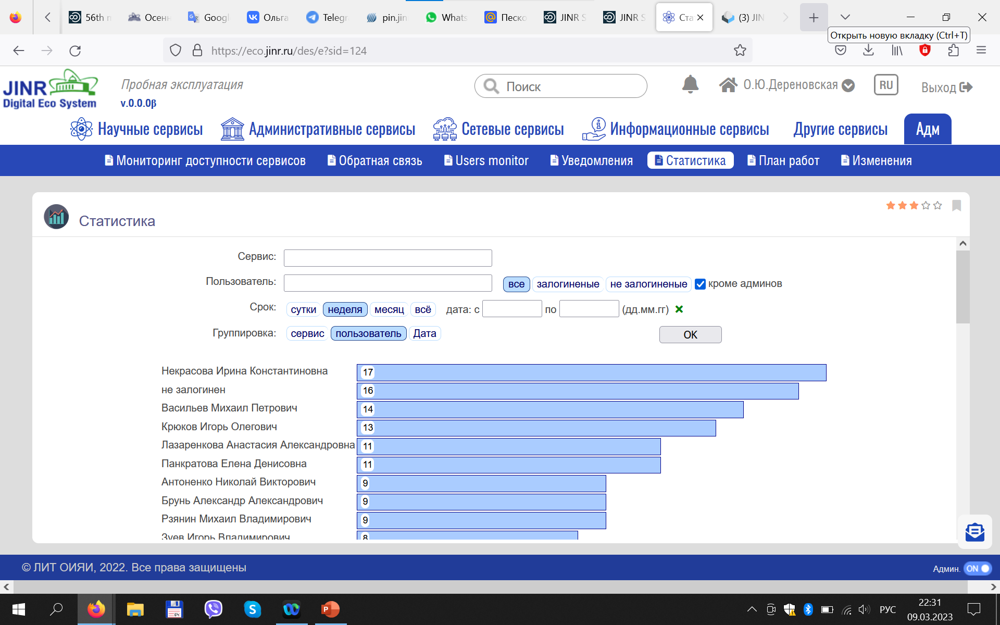 56th
Осен
Googl
Ольга
Telegr
pin.jin
Whats
Песко
JINR S
JINR S
Ста
(3) JIN
Открыть новую вкладку (Ctrl+T)
https://eco.jinr.ru/des/e?sid=124
JINR
Digital Eco System
Пробная эксплуатация
v.0.0.0β
Поиск
О.Ю.Дереновская
RU
Выход
Научные сервисы
Административные сервисы
Сетевые сервисы
Информационные сервисы
Другие сервисы
Адм
Мониторинг доступности сервисов
Обратная связь
Users monitor
Уведомления
Статистика
План работ
Изменения
Статистика
Сервис:
Пользователь: все залогиненые не залогиненые кроме админов
Срок: сутки неделя месяц всё дата: с по (дд.мм.гг)
Группировка: сервис пользователь Дата OK
Некрасова Ирина Константиновна 17
не залогинен 16
Васильев Михаил Петрович 14
Крюков Игорь Олегович 13
Лазаренкова Анастасия Александровна 11
Панкратова Елена Денисовна 11
Антоненко Николай Викторович 9
Брунь Александр Александрович 9
Рзянин Михаил Владимирович 9
Зуев Игорь Владимирович 8
© ЛИТ ОИЯИ, 2022. Все права защищены
Админ. ON
РУС
22:31
09.03.2023